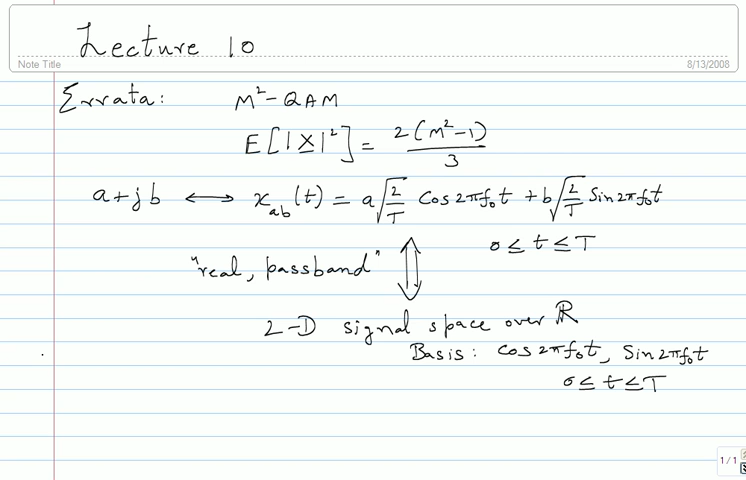 Lecture 10
Note Title
8/13/2008
Errata: M²-QAM
E[|X|²] = 2(M²-1)/3
a+jb ⟷ x_ab(t) = a√(2/T) Cos2πf₀t + b√(2/T) Sin2πf₀t
0 ≤ t ≤ T
"real, passband" ⇕
2-D signal space over ℝ
Basis: cos2πf₀t, Sin2πf₀t
0 ≤ t ≤ T
1/1